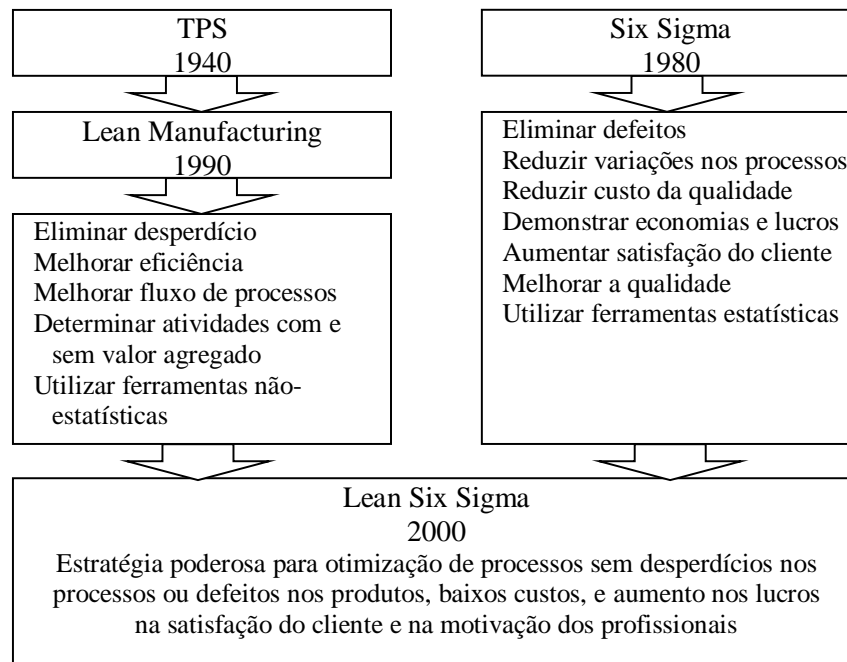 TPS
1940
Lean Manufacturing
1990
Eliminar desperdício
Melhorar eficiência
Melhorar fluxo de processos
Determinar atividades com e
sem valor agregado
Utilizar ferramentas não-
estatísticas
Six Sigma
1980
Eliminar defeitos
Reduzir variações nos processos
Reduzir custo da qualidade
Demonstrar economias e lucros
Aumentar satisfação do cliente
Melhorar a qualidade
Utilizar ferramentas estatísticas
Lean Six Sigma
2000
Estratégia poderosa para otimização de processos sem desperdícios nos
processos ou defeitos nos produtos, baixos custos, e aumento nos lucros
na satisfação do cliente e na motivação dos profissionais